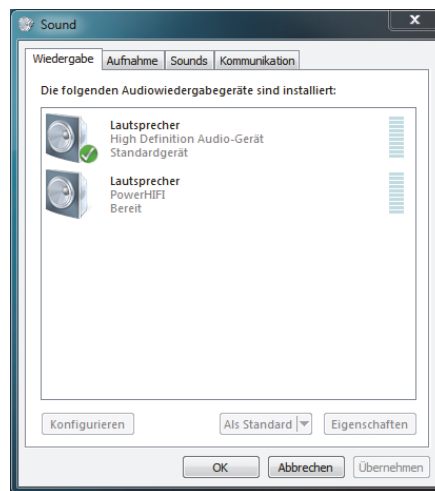 Sound
Wiedergabe Aufnahme Sounds Kommunikation
Die folgenden Audiowiedergabegeräte sind installiert:
Lautsprecher
High Definition Audio-Gerät
Standardgerät
Lautsprecher
PowerHIFI
Bereit
Konfigurieren Als Standard Eigenschaften
OK Abbrechen Übernehmen